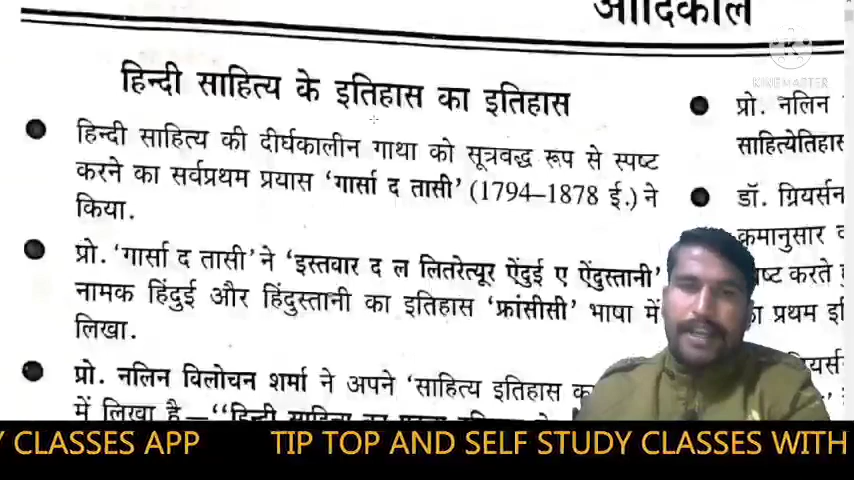 आदिकाल
KINEMASTER
हिन्दी साहित्य के इतिहास का इतिहास
हिन्दी साहित्य की दीर्घकालीन गाथा को सूत्रवद्ध रूप से स्पष्ट
करने का सर्वप्रथम प्रयास ‘गार्सा द तासी’ (1794–1878 ई.) ने
किया.
प्रो. ‘गार्सा द तासी’ ने ‘इस्तवार द ल लितरेत्यूर ऐंदुई ए ऐंदुस्तानी’
नामक हिंदुई और हिंदुस्तानी का इतिहास ‘फ्रांसीसी’ भाषा में
लिखा.
प्रो. नलिन विलोचन शर्मा ने अपने ‘साहित्य इतिहास
में लिखा है–“हिन्दी साहित्य का
प्रो. नलिन
साहित्येतिहास
डॉ. ग्रियर्सन
क्रमानुसार
करते
प्रथम
Y CLASSES APP TIP TOP AND SELF STUDY CLASSES WITH